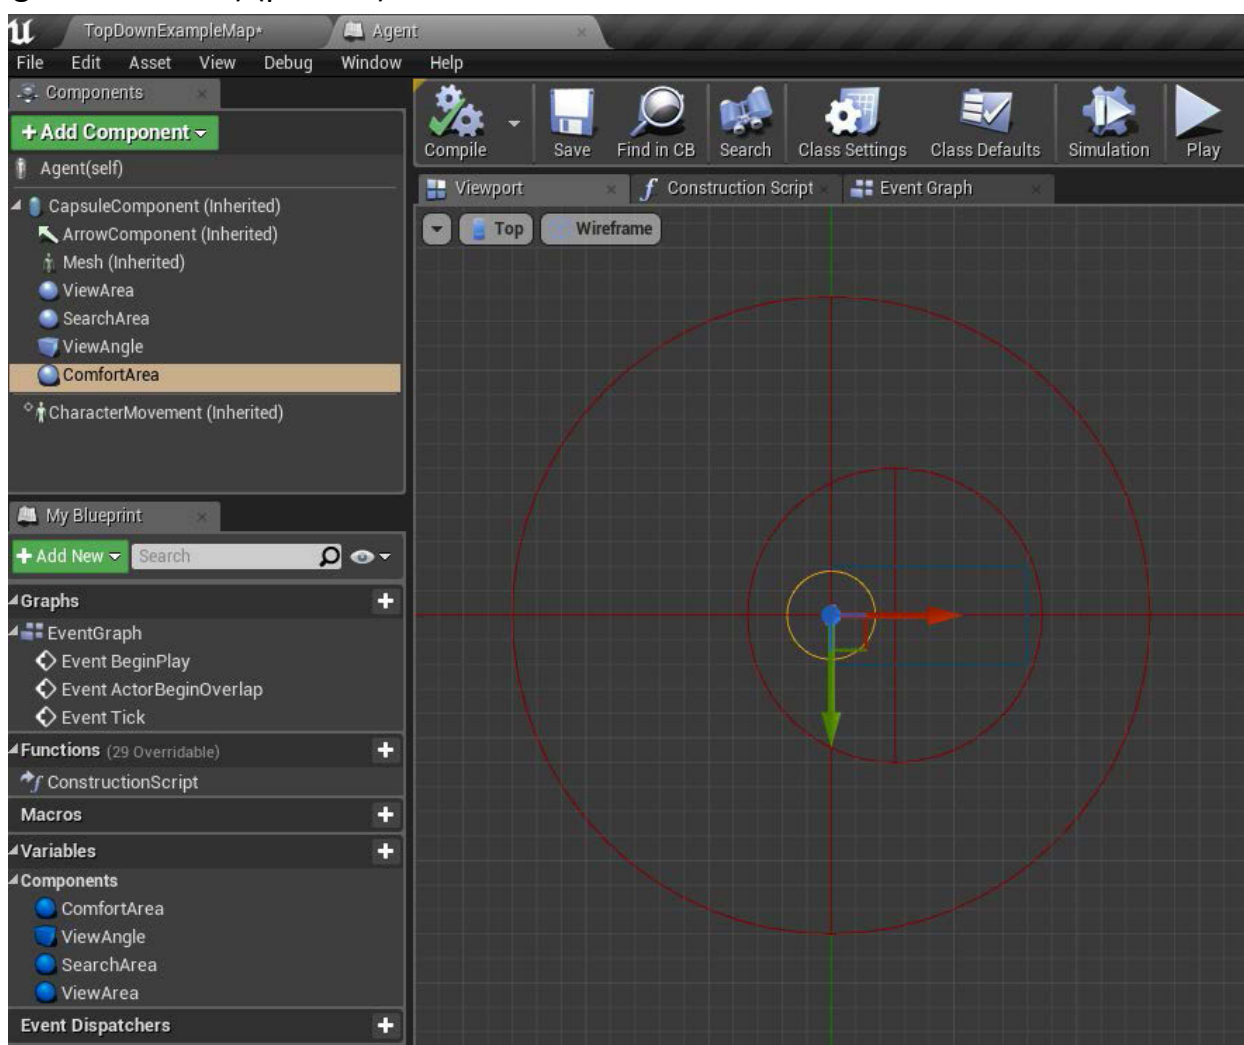 TopDownExampleMap*
Agent
File Edit Asset View Debug Window Help
Components
+Add Component
Agent(self)
CapsuleComponent (Inherited)
ArrowComponent (Inherited)
Mesh (Inherited)
ViewArea
SearchArea
ViewAngle
ComfortArea
CharacterMovement (Inherited)
My Blueprint
+Add New
Search
Graphs
EventGraph
Event BeginPlay
Event ActorBeginOverlap
Event Tick
Functions (29 Overridable)
ConstructionScript
Macros
Variables
Components
ComfortArea
ViewAngle
SearchArea
ViewArea
Event Dispatchers
Compile Save Find in CB Search Class Settings Class Defaults Simulation Play
Viewport Construction Script Event Graph
Top Wireframe